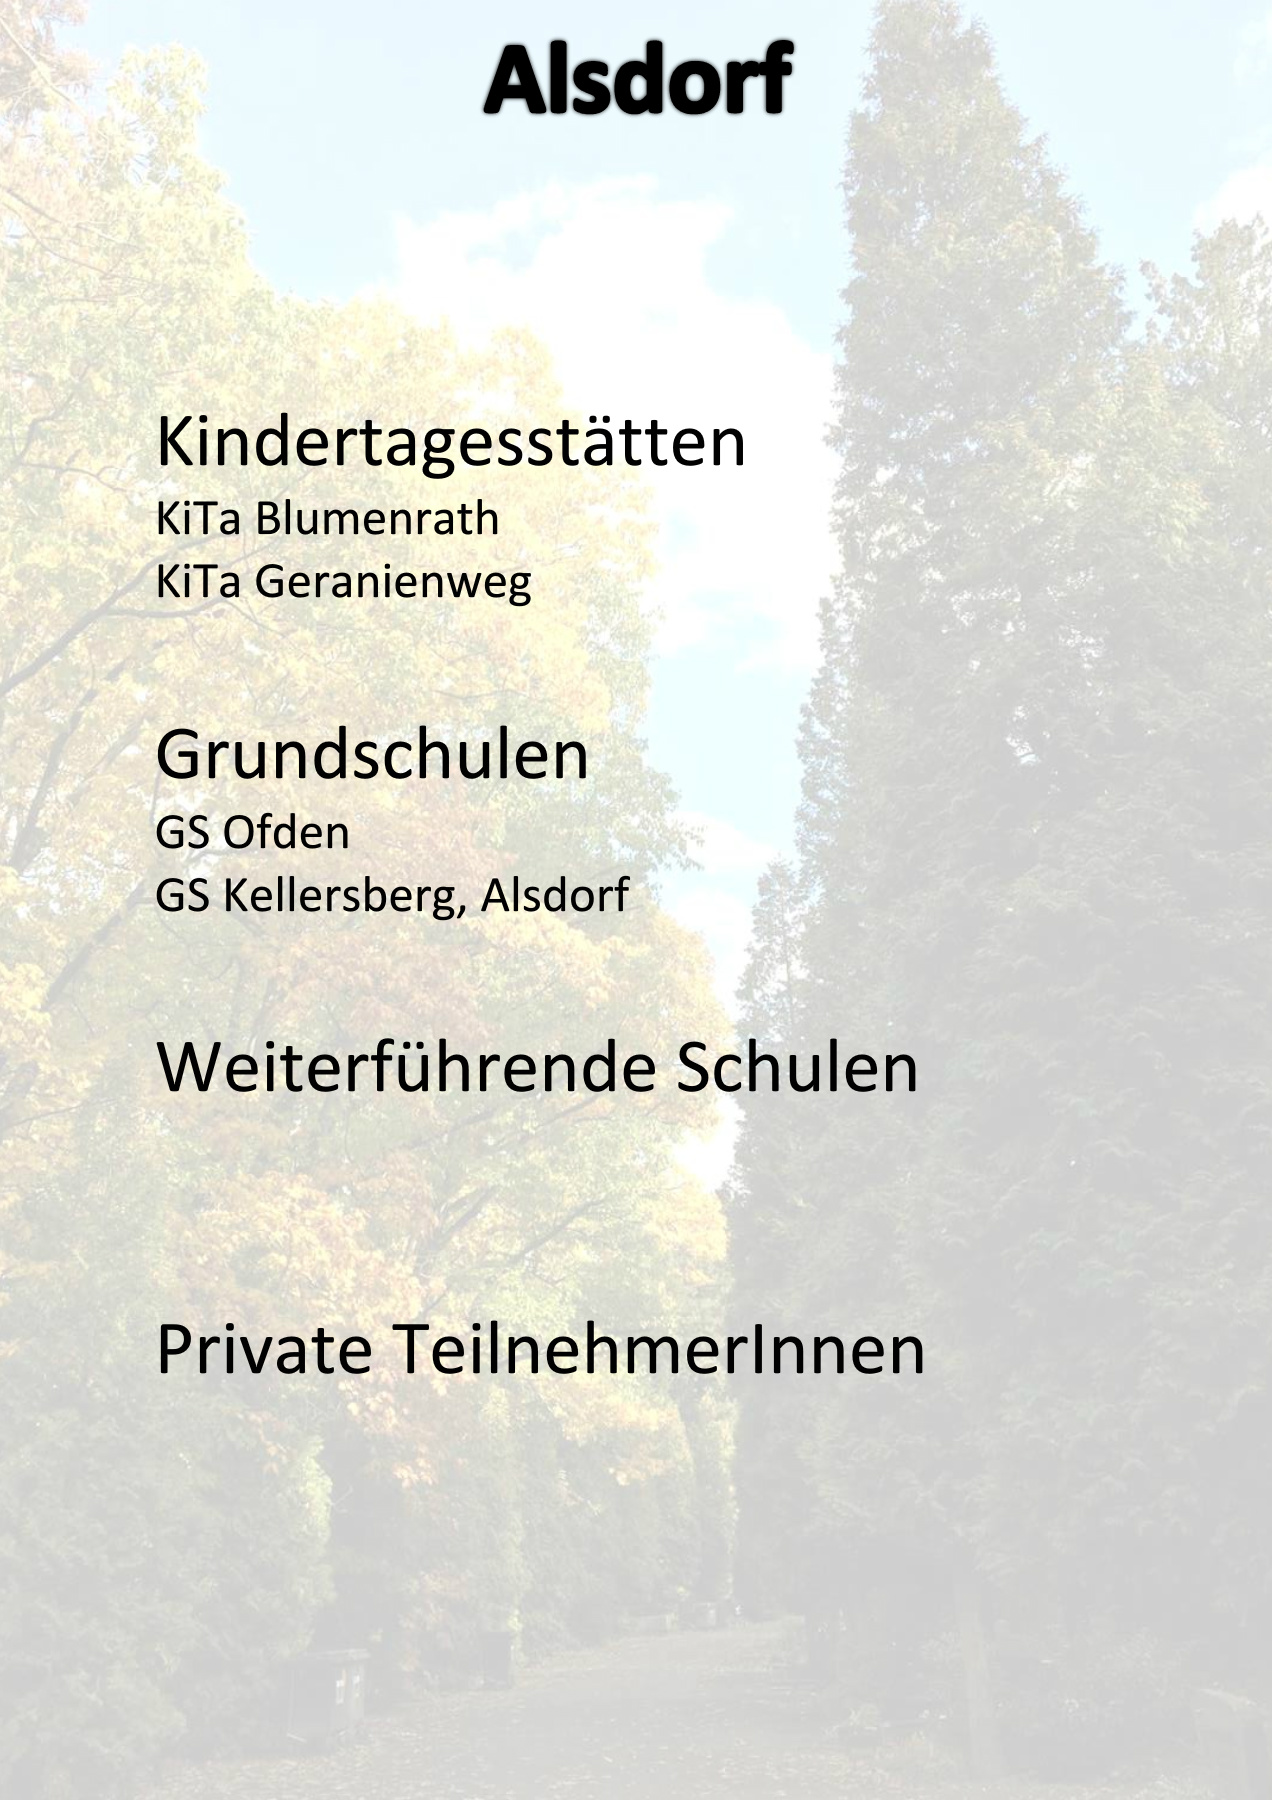 Alsdorf
Kindertagesstätten
KiTa Blumenrath
KiTa Geranienweg
Grundschulen
GS Ofden
GS Kellersberg, Alsdorf
Weiterführende Schulen
Private TeilnehmerInnen